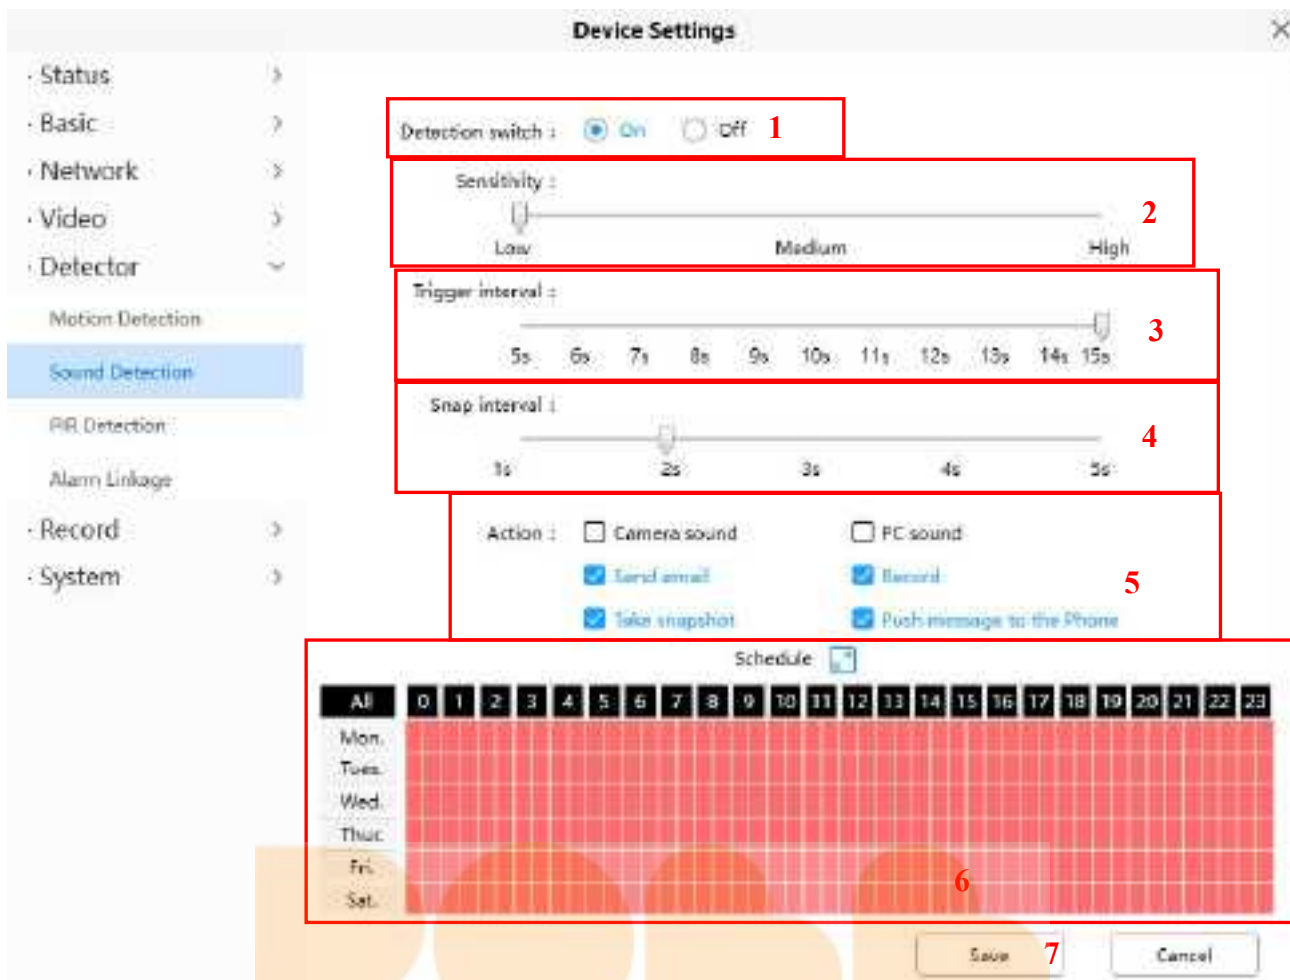 Device Settings
· Status
· Basic
· Network
· Video
· Detector
Motion Detection
Sound Detection
PIR Detection
Alarm Linkage
· Record
· System
Detection switch : On Off 1
Sensitivity :
2
Low Medium High
Trigger interval :
3
5s 6s 7s 8s 9s 10s 11s 12s 13s 14s 15s
Snap interval :
4
1s 2s 3s 4s 5s
Action : Camera sound PC sound
Send email Record 5
Take snapshot Push message to the Phone
Schedule
All 0 1 2 3 4 5 6 7 8 9 10 11 12 13 14 15 16 17 18 19 20 21 22 23
Mon.
Tues.
Wed.
Thur.
Fri.
6
Sat.
Save 7 Cancel